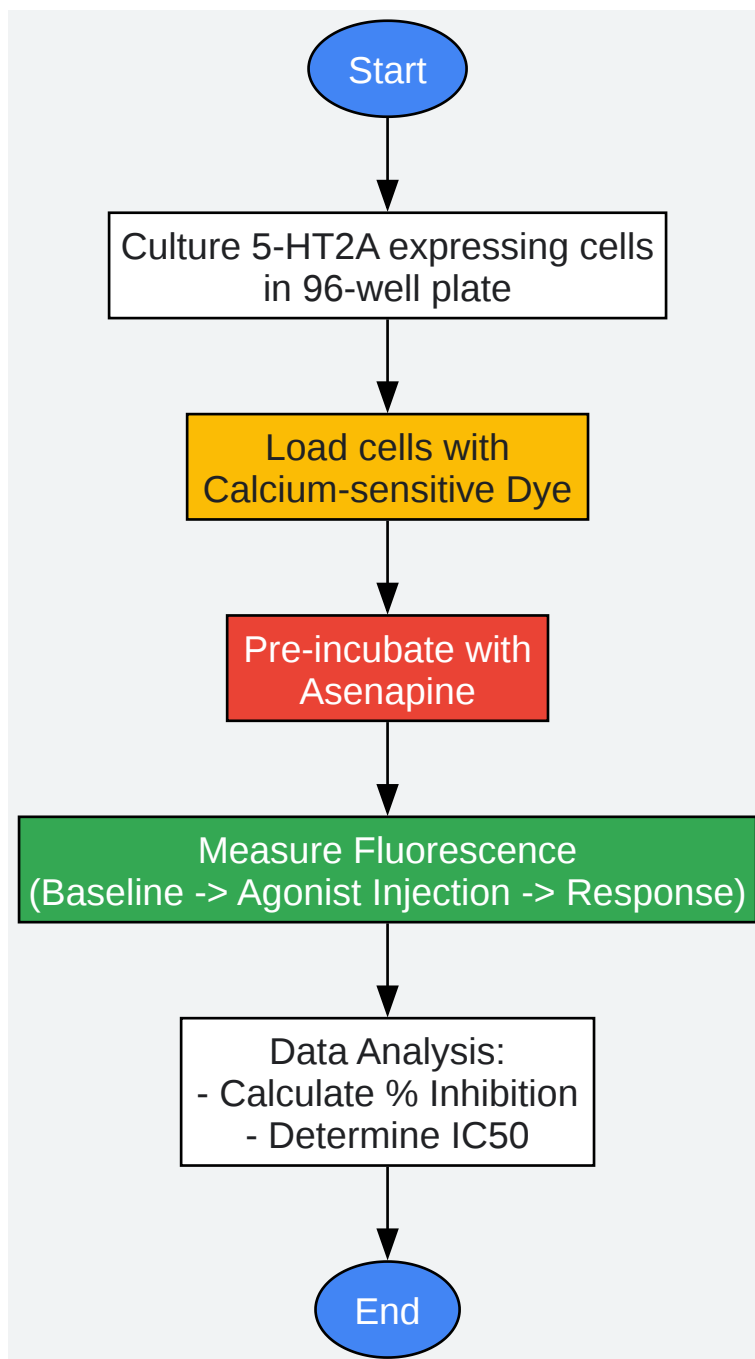 Start
Culture 5-HT2A expressing cells
in 96-well plate
Load cells with
Calcium-sensitive Dye
Pre-incubate with
Asenapine
Measure Fluorescence
(Baseline -> Agonist Injection -> Response)
Data Analysis:
- Calculate % Inhibition
- Determine IC50
End